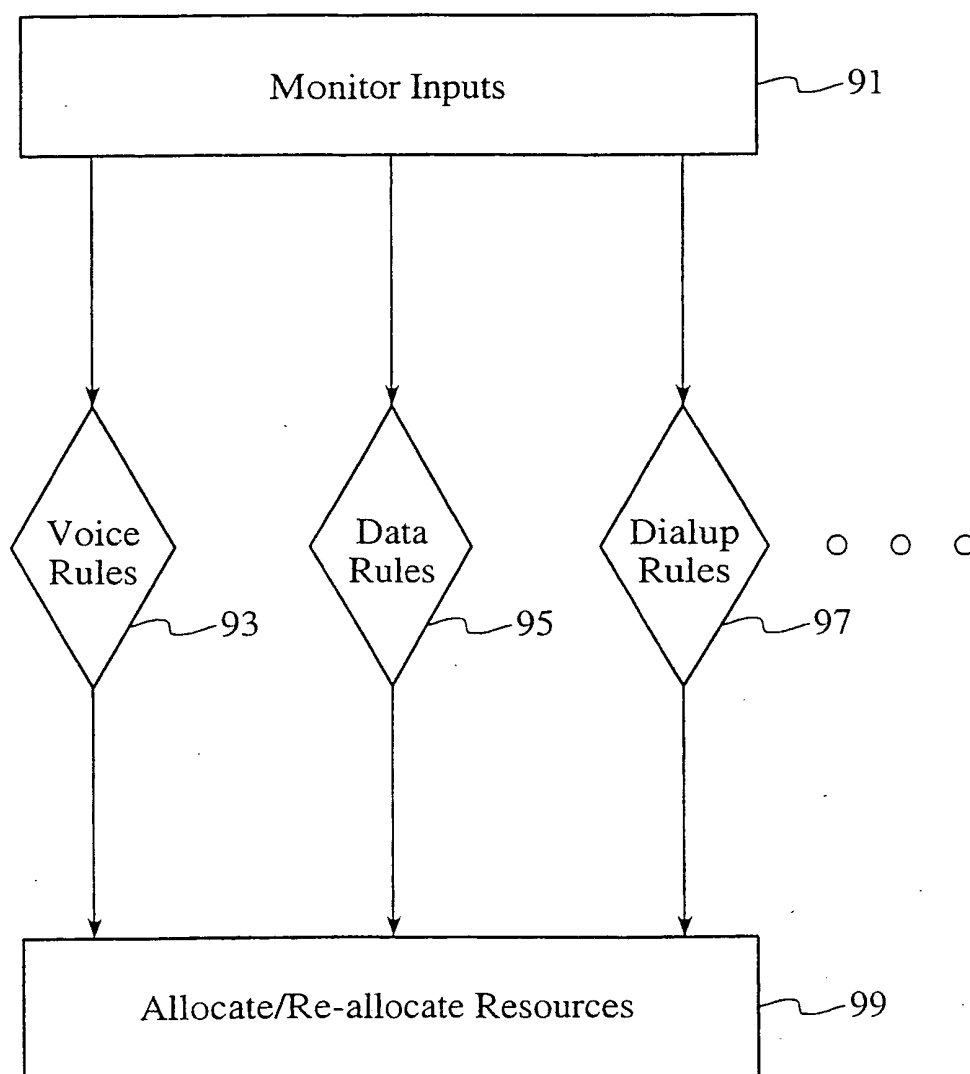 Monitor Inputs
91
Voice
Rules
93
Data
Rules
95
Dialup
Rules
97
Allocate/Re-allocate Resources
99